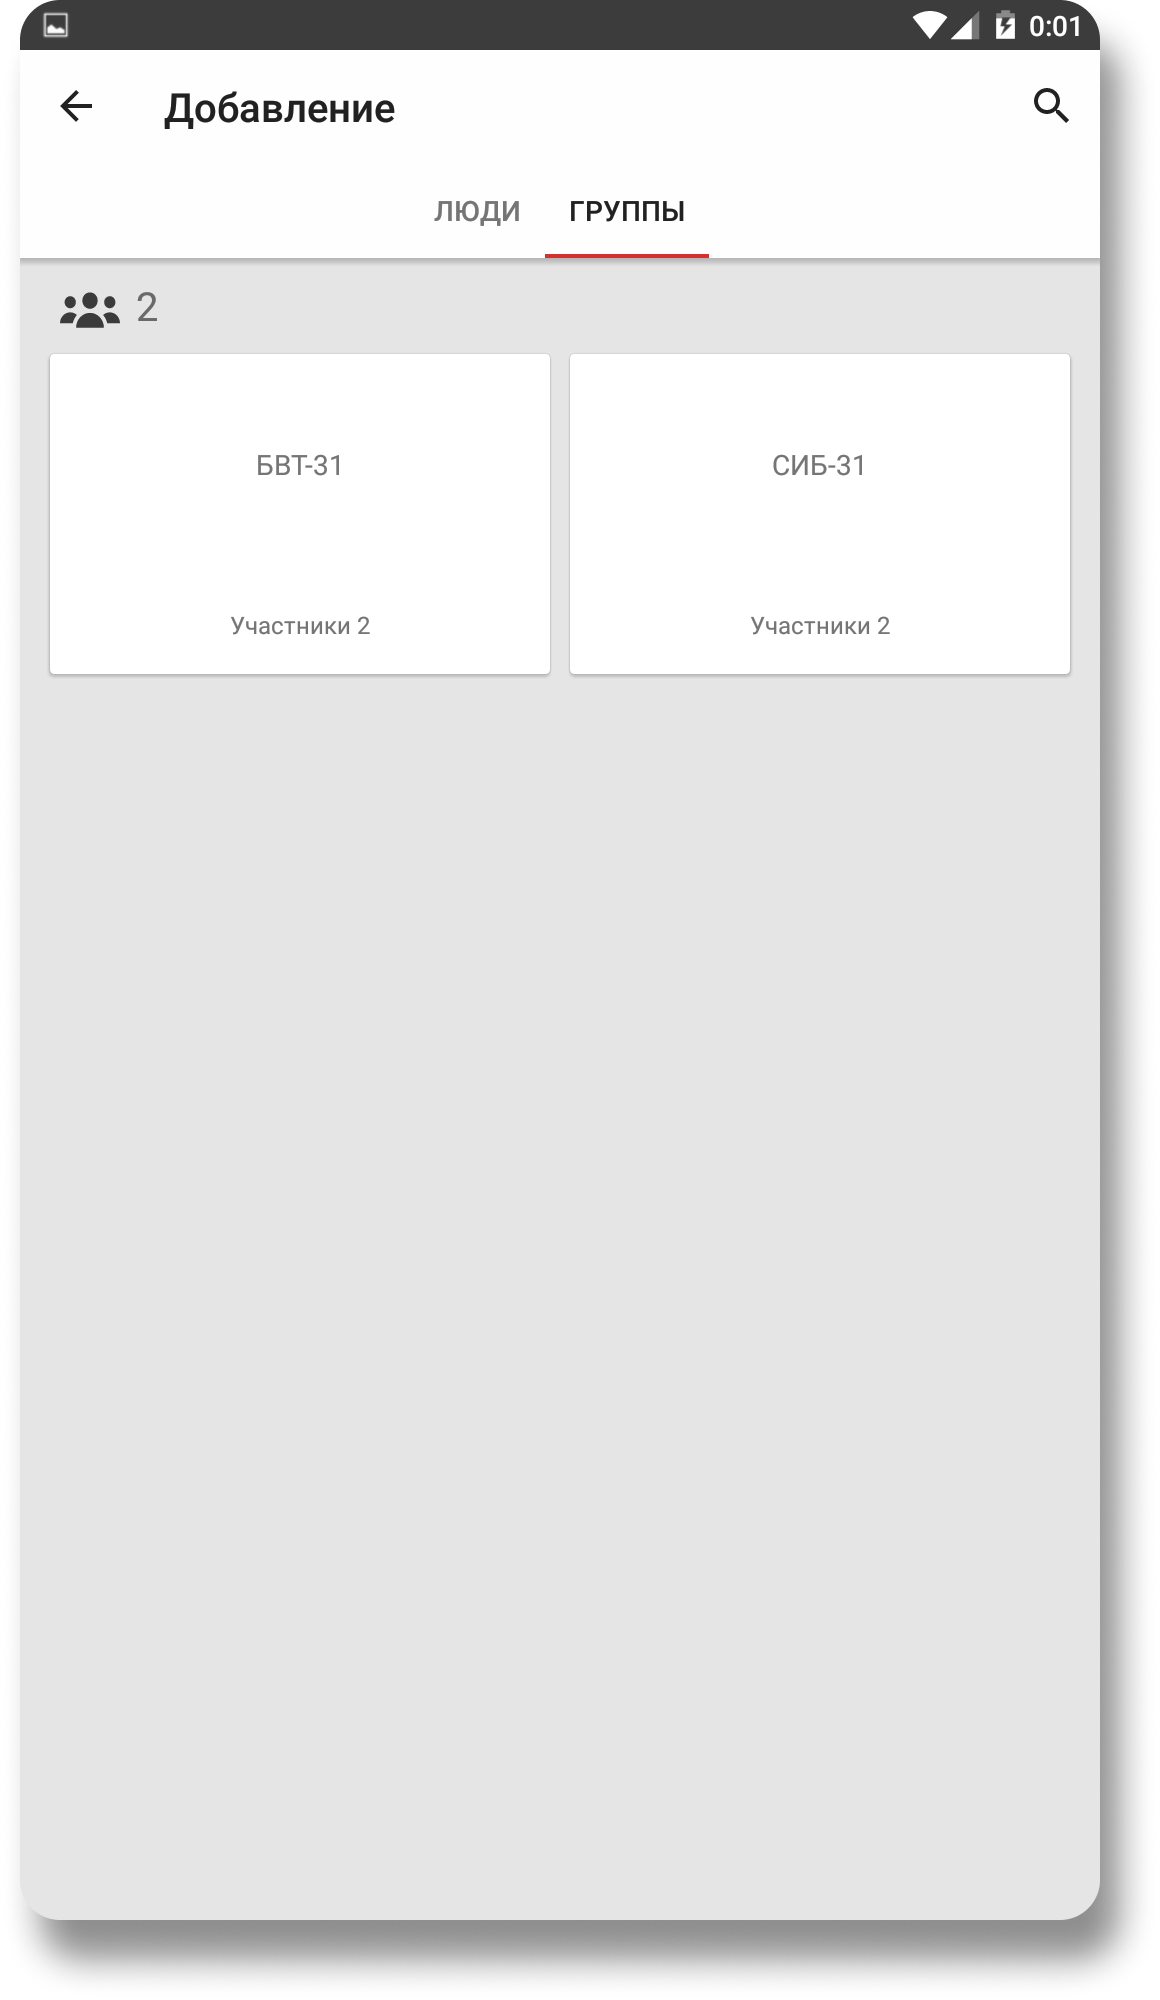 0:01
Добавление
ЛЮДИ ГРУППЫ
2
БВТ-31 СИБ-31
Участники 2 Участники 2